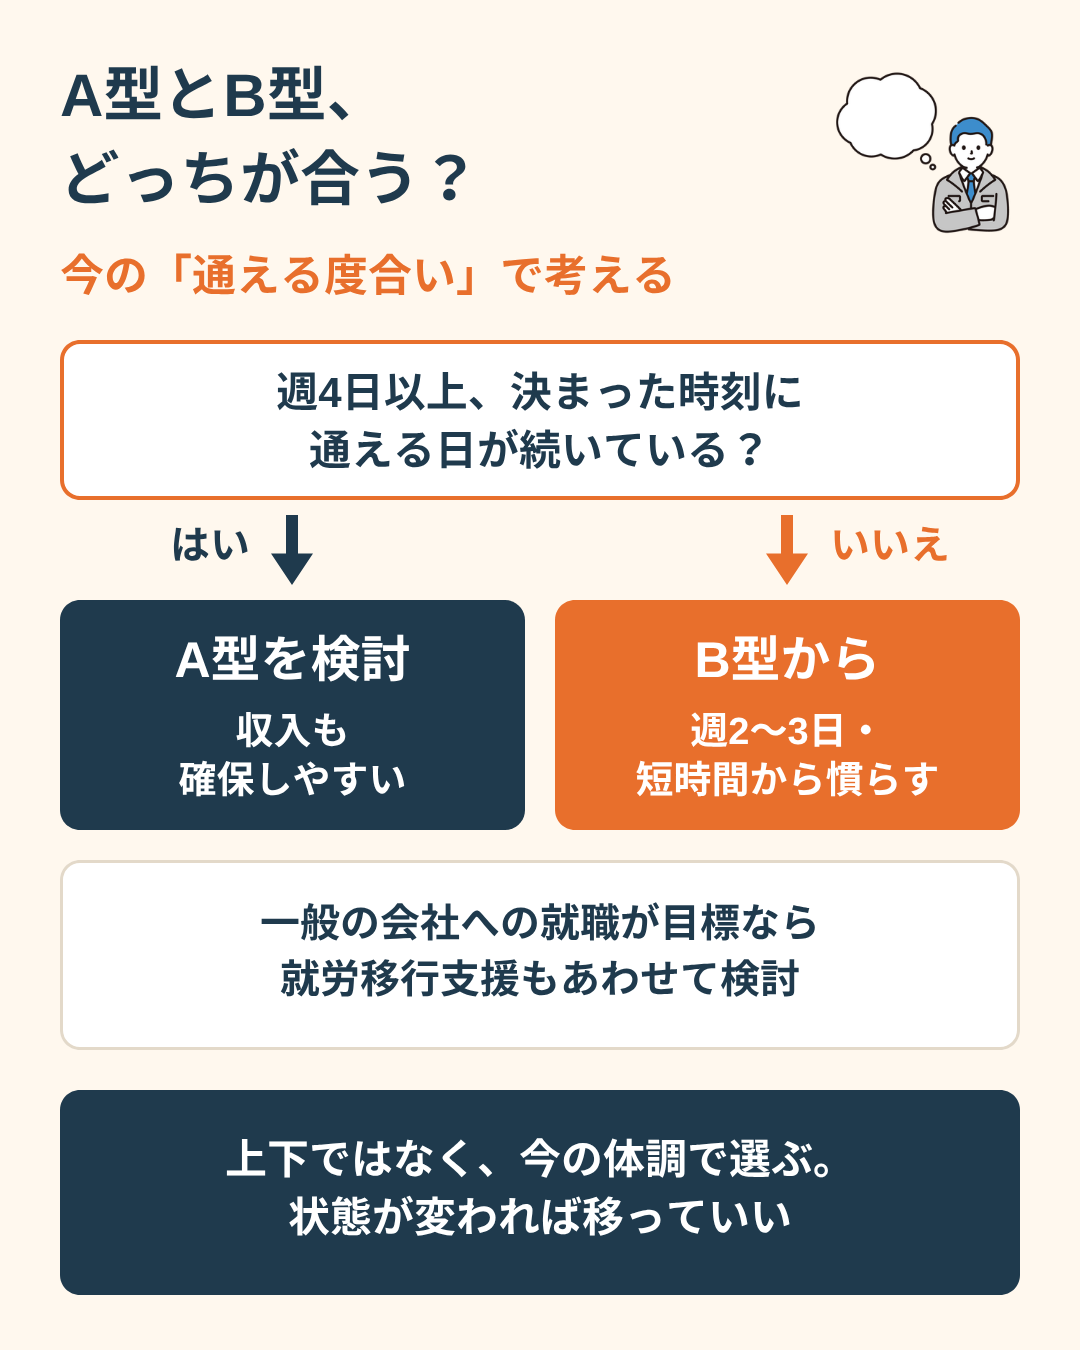 A型とB型、
どっちが合う？
今の「通える度合い」で考える
週4日以上、決まった時刻に
通える日が続いている？
はい
いいえ
A型を検討
収入も
確保しやすい
B型から
週2〜3日・
短時間から慣らす
一般の会社への就職が目標なら
就労移行支援もあわせて検討
上下ではなく、今の体調で選ぶ。
状態が変われば移っていい